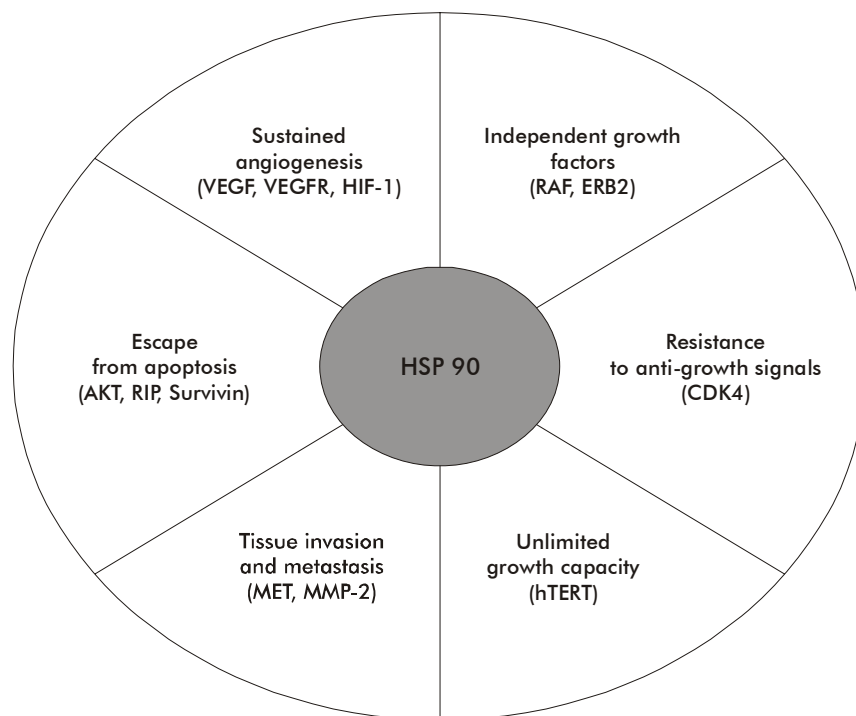 Sustained
angiogenesis
(VEGF, VEGFR, HIF-1)
Independent growth
factors
(RAF, ERB2)
Escape
from apoptosis
(AKT, RIP, Survivin)
HSP 90
Resistance
to anti-growth signals
(CDK4)
Tissue invasion
and metastasis
(MET, MMP-2)
Unlimited
growth capacity
(hTERT)